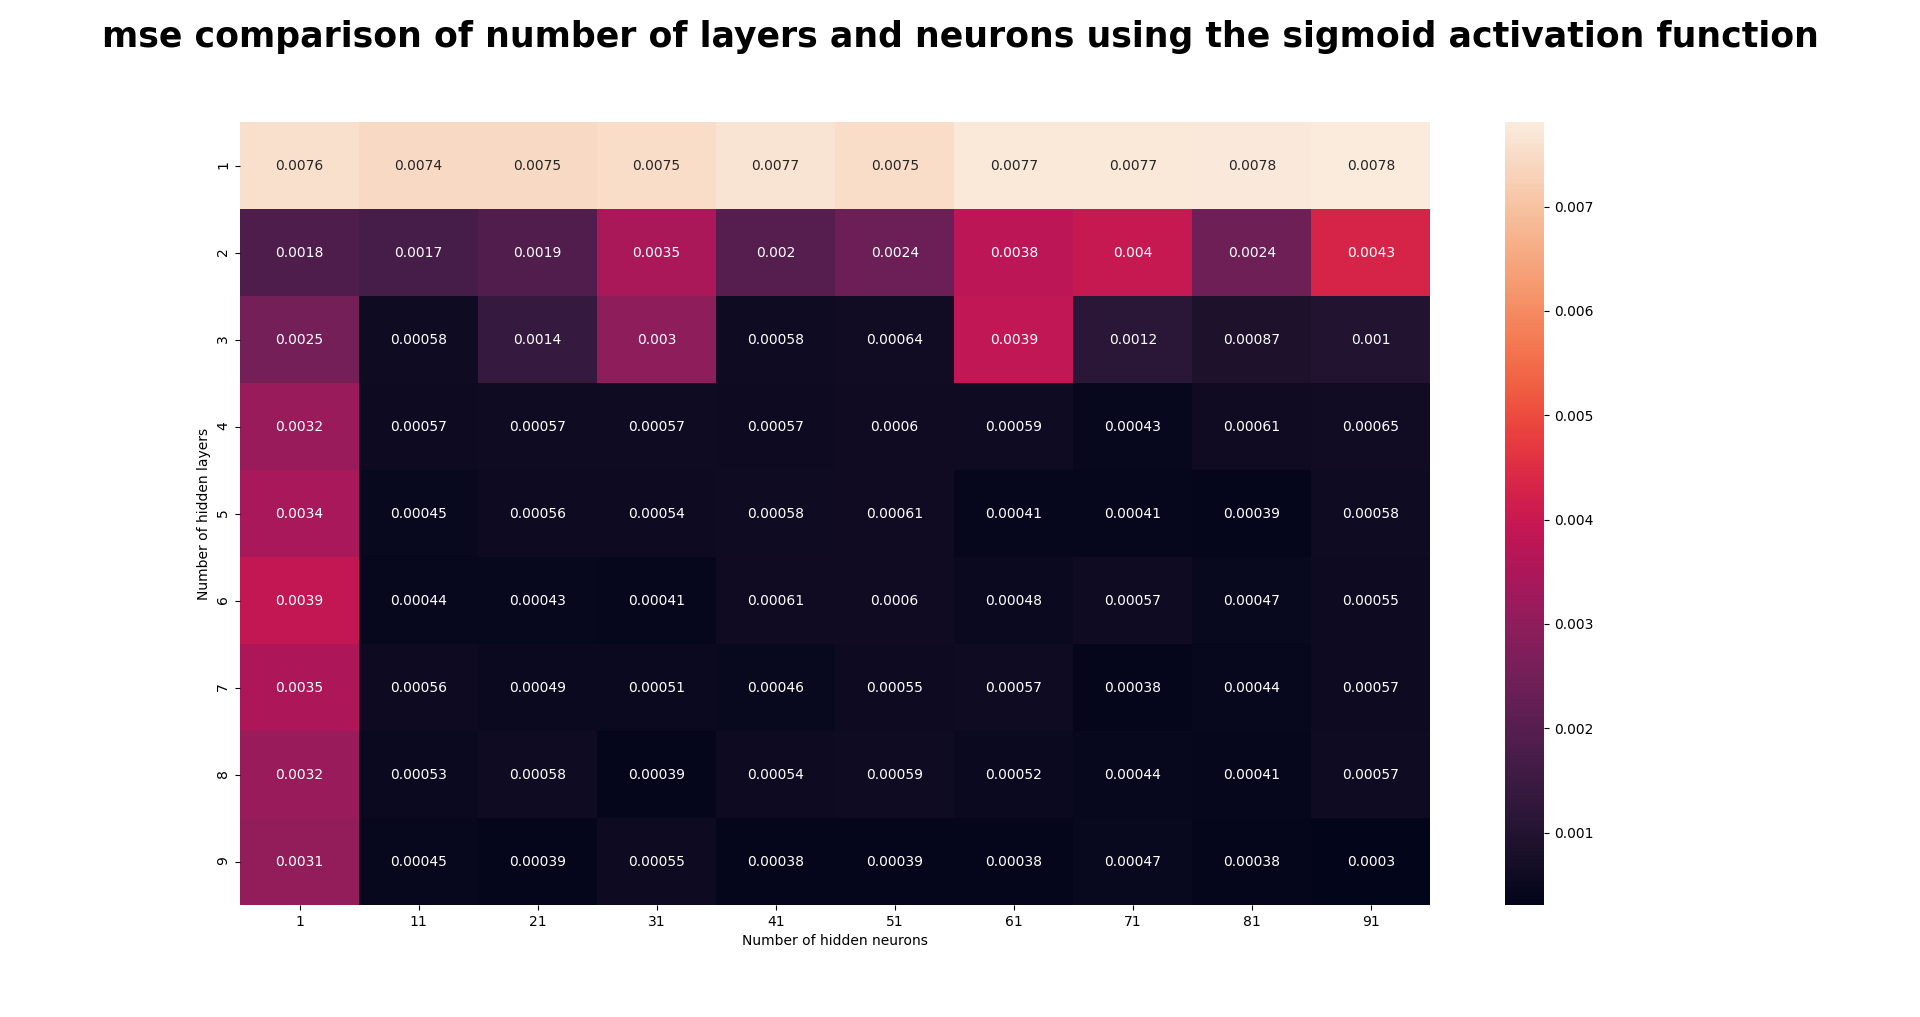 mse comparison of number of layers and neurons using the sigmoid activation function
1 0.0076 0.0074 0.0075 0.0075 0.0077 0.0075 0.0077 0.0077 0.0078 0.0078
2 0.0018 0.0017 0.0019 0.0035 0.002 0.0024 0.0038 0.004 0.0024 0.0043
3 0.0025 0.00058 0.0014 0.003 0.00058 0.00064 0.0039 0.0012 0.00087 0.001
4 0.0032 0.00057 0.00057 0.00057 0.00057 0.0006 0.00059 0.00043 0.00061 0.00065
5 0.0034 0.00045 0.00056 0.00054 0.00058 0.00061 0.00041 0.00041 0.00039 0.00058
6 0.0039 0.00044 0.00043 0.00041 0.00061 0.0006 0.00048 0.00057 0.00047 0.00055
7 0.0035 0.00056 0.00049 0.00051 0.00046 0.00055 0.00057 0.00038 0.00044 0.00057
8 0.0032 0.00053 0.00058 0.00039 0.00054 0.00059 0.00052 0.00044 0.00041 0.00057
9 0.0031 0.00045 0.00039 0.00055 0.00038 0.00039 0.00038 0.00047 0.00038 0.0003
1 11 21 31 41 51 61 71 81 91
Number of hidden neurons
Number of hidden layers
0.007
0.006
0.005
0.004
0.003
0.002
0.001